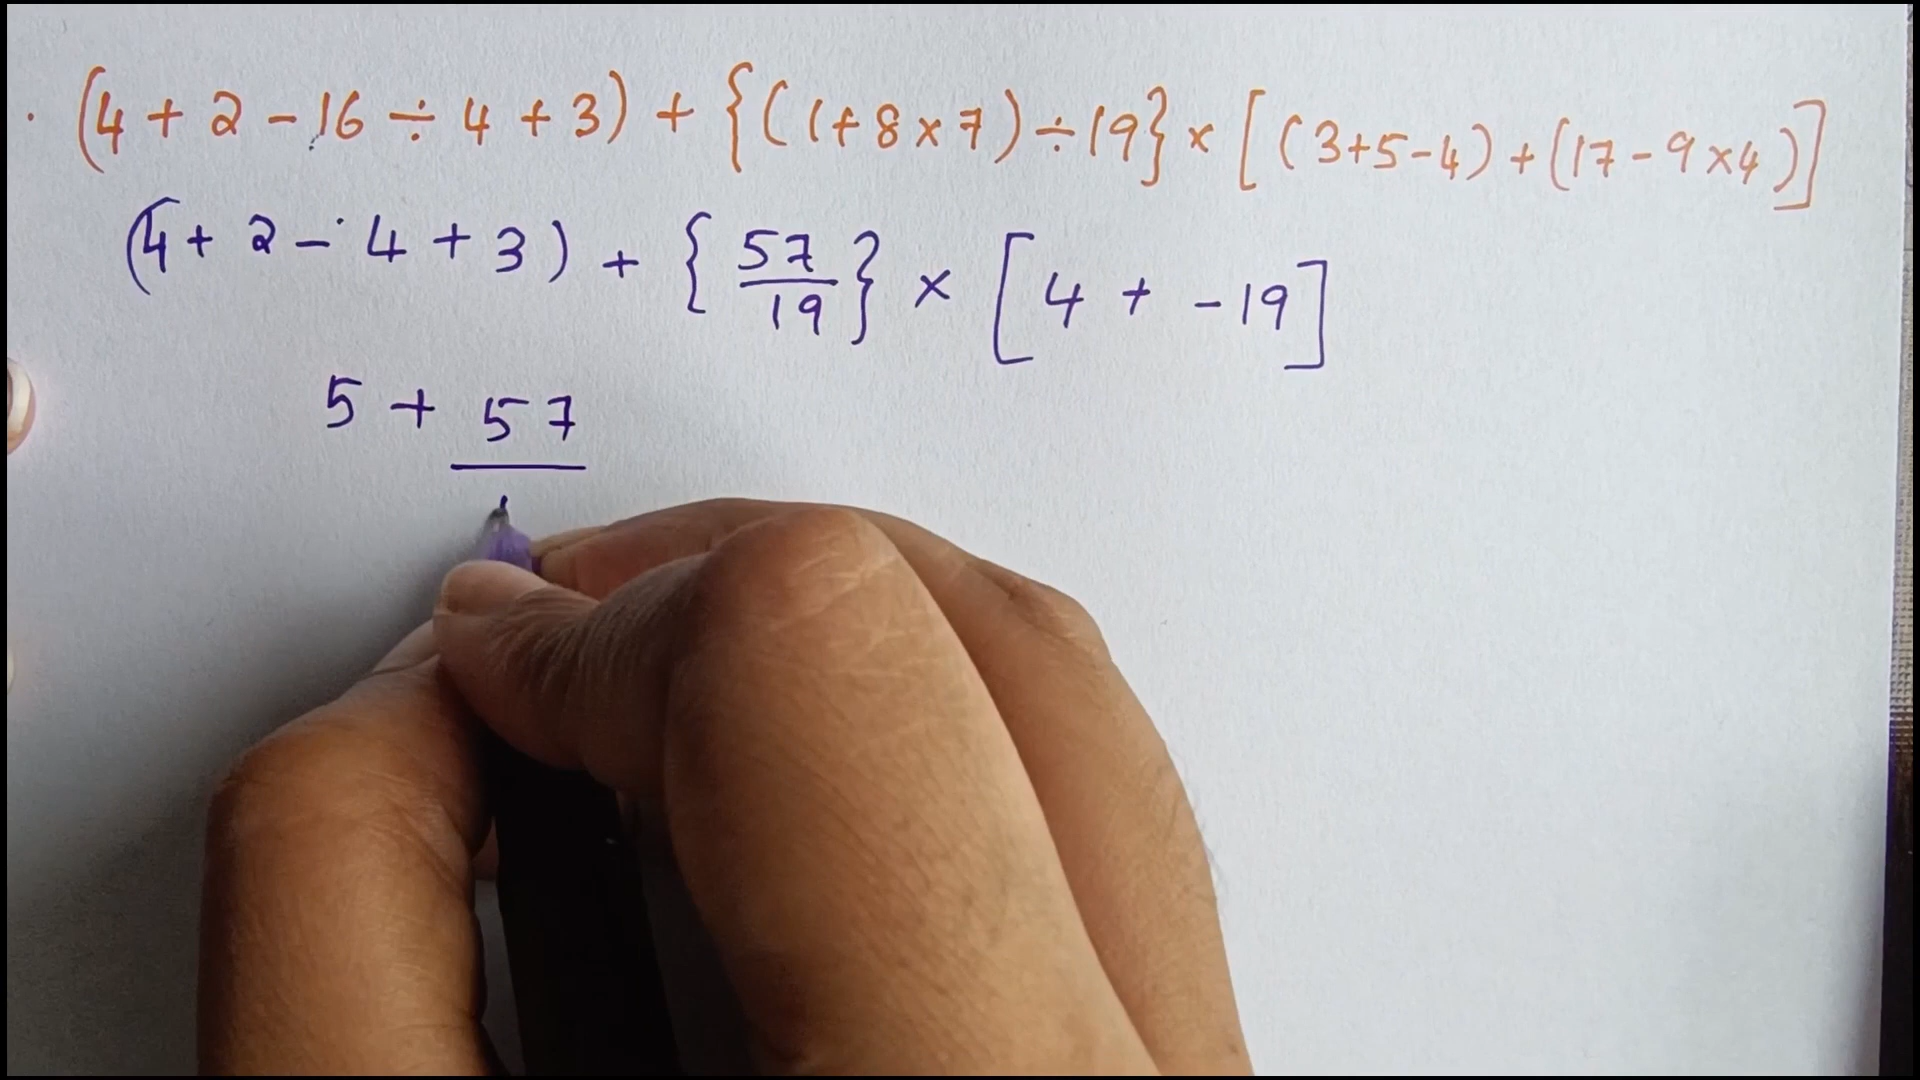 (4 + 2 - 16 ÷ 4 + 3) + {(1+8×7)÷19} × [(3+5-4)+(17-9×4)]
(4 + 2 - 4 + 3) + {57/19} × [4 + -19]
5 + 57